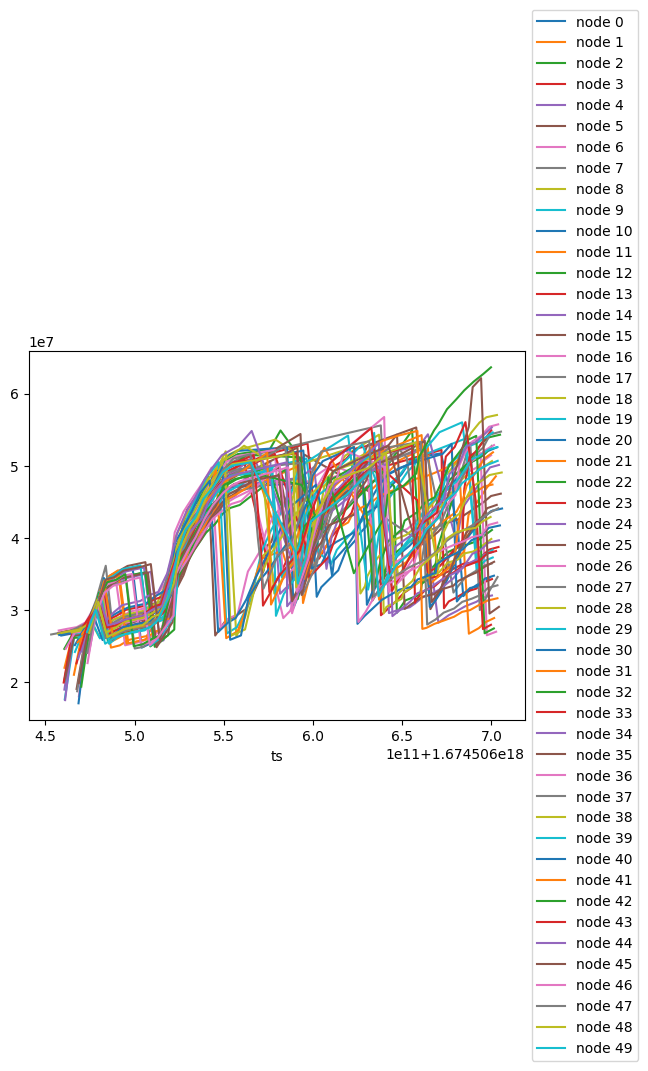 node 0
node 1
node 2
node 3
node 4
node 5
node 6
node 7
node 8
node 9
node 10
node 11
node 12
node 13
node 14
node 15
node 16
node 17
node 18
node 19
node 20
node 21
node 22
node 23
node 24
node 25
node 26
node 27
node 28
node 29
node 30
node 31
node 32
node 33
node 34
node 35
node 36
node 37
node 38
node 39
node 40
node 41
node 42
node 43
node 44
node 45
node 46
node 47
node 48
node 49
1e7
6
5
4
3
2
4.5 5.0 5.5 6.0 6.5 7.0
ts
1e11+1.674506e18